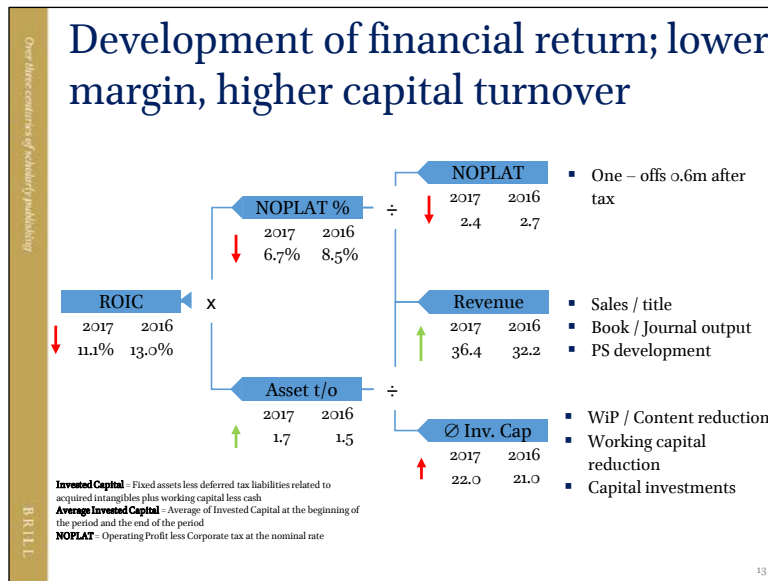 Over three centuries of scholarly publishing
BRILL
Development of financial return; lower
margin, higher capital turnover
NOPLAT
2017 2016
2.4 2.7
▪ One – offs 0.6m after
tax
NOPLAT %
2017 2016
6.7% 8.5%
÷
ROIC
2017 2016
11.1% 13.0%
x
Revenue
2017 2016
36.4 32.2
▪ Sales / title
▪ Book / Journal output
▪ PS development
Asset t/o
2017 2016
1.7 1.5
÷
∅ Inv. Cap
2017 2016
22.0 21.0
▪ WiP / Content reduction
▪ Working capital
reduction
▪ Capital investments
Invested Capital = Fixed assets less deferred tax liabilities related to
acquired intangibles plus working capital less cash
Average Invested Capital = Average of Invested Capital at the beginning of
the period and the end of the period
NOPLAT = Operating Profit less Corporate tax at the nominal rate
13